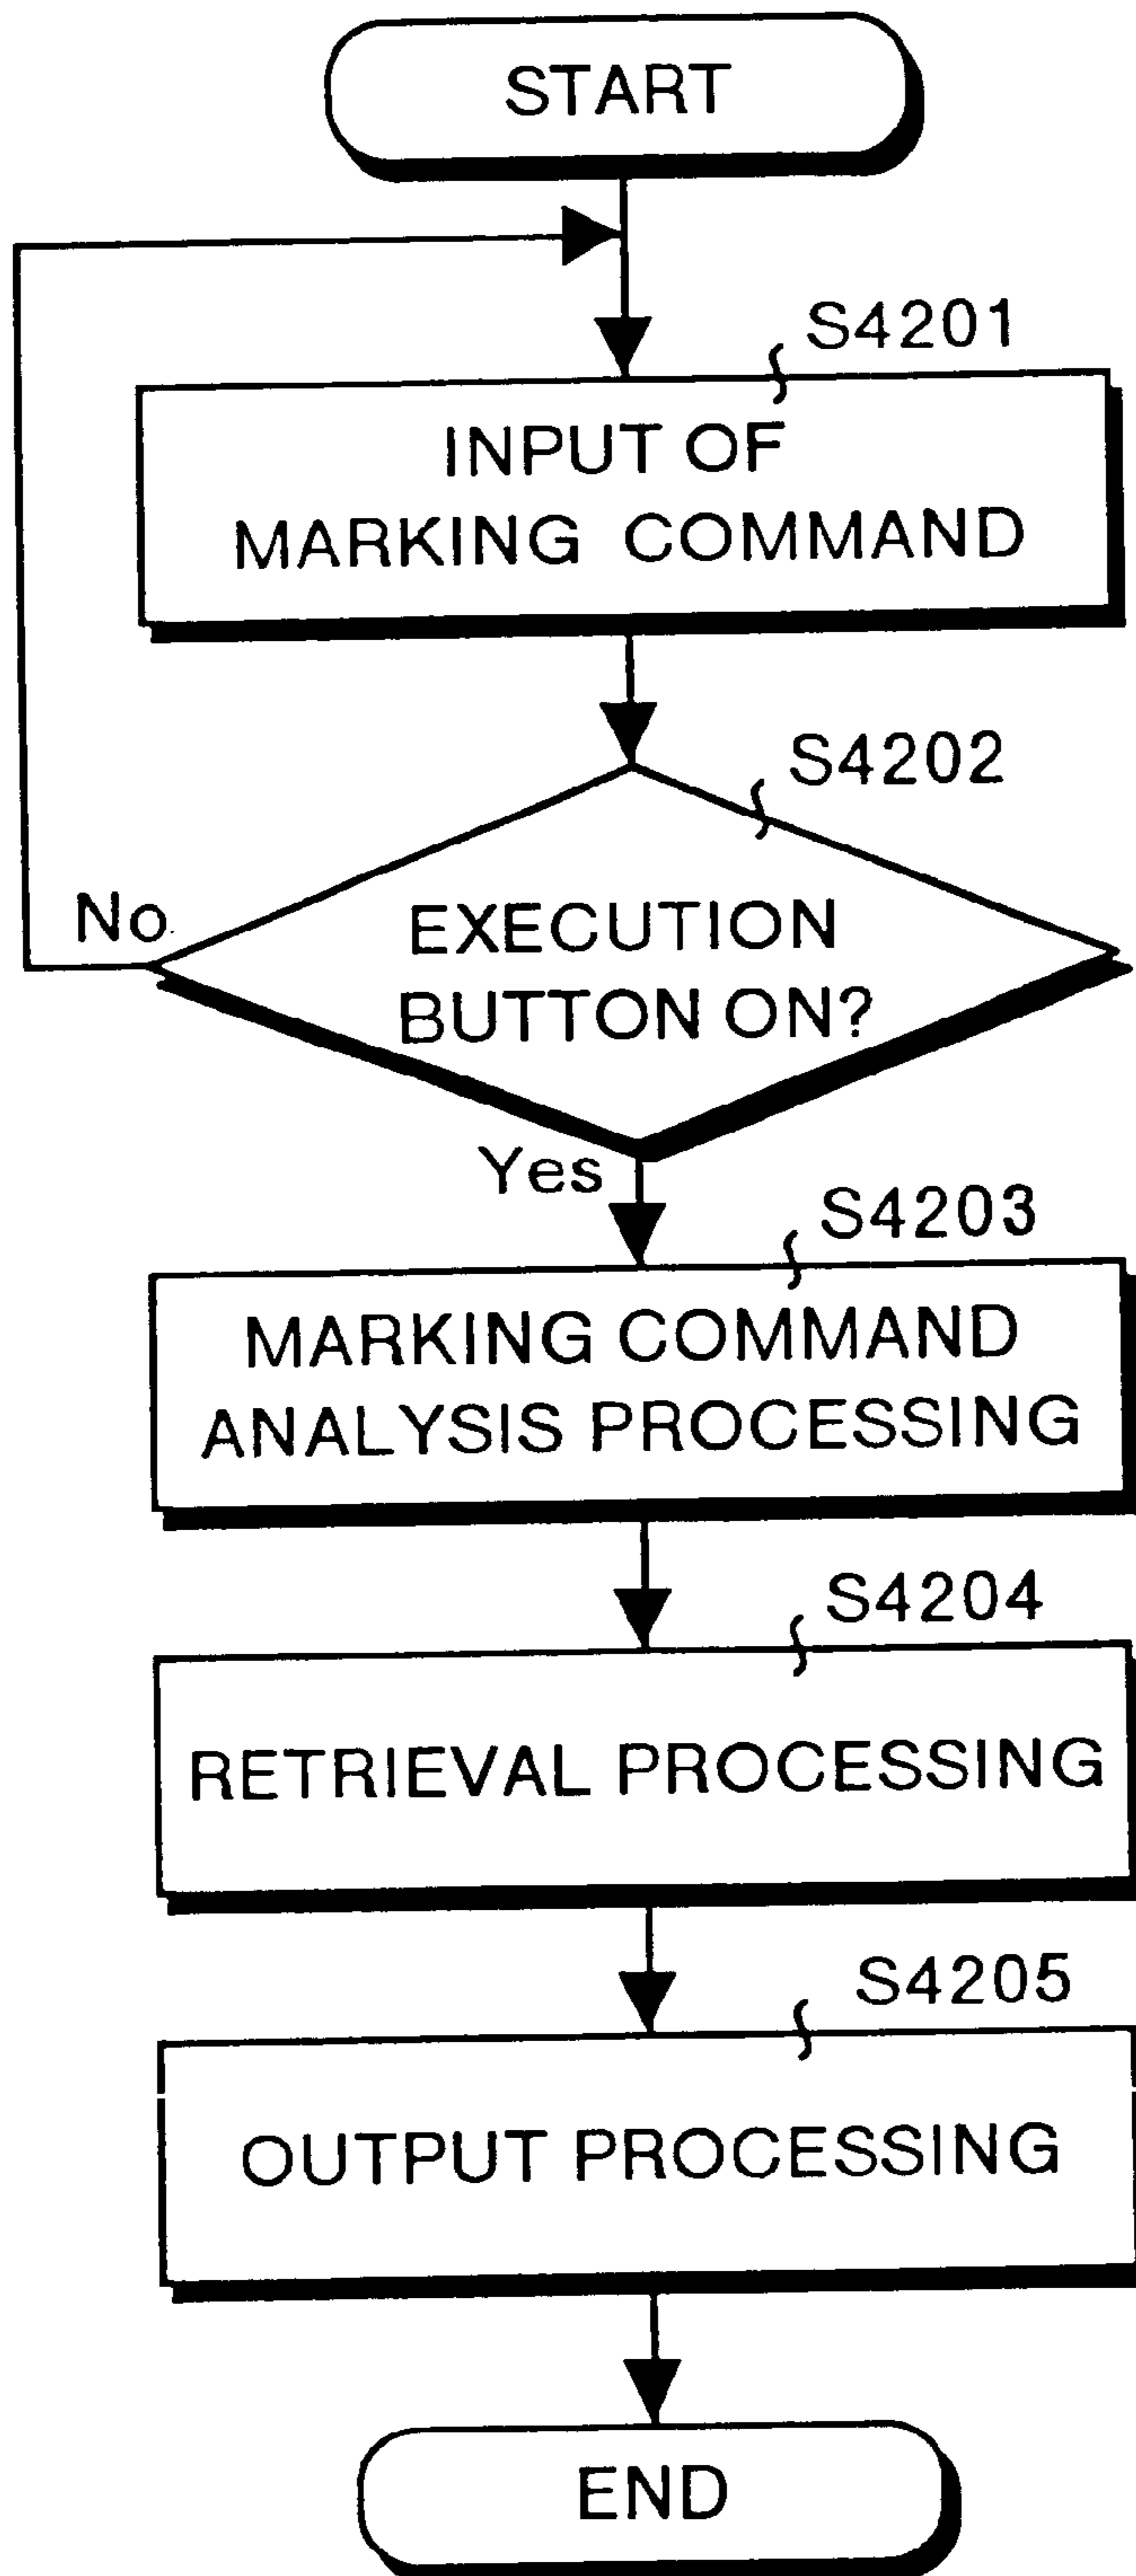 START
S4201
INPUT OF
MARKING COMMAND
S4202
No
EXECUTION
BUTTON ON?
Yes
S4203
MARKING COMMAND
ANALYSIS PROCESSING
S4204
RETRIEVAL PROCESSING
S4205
OUTPUT PROCESSING
END